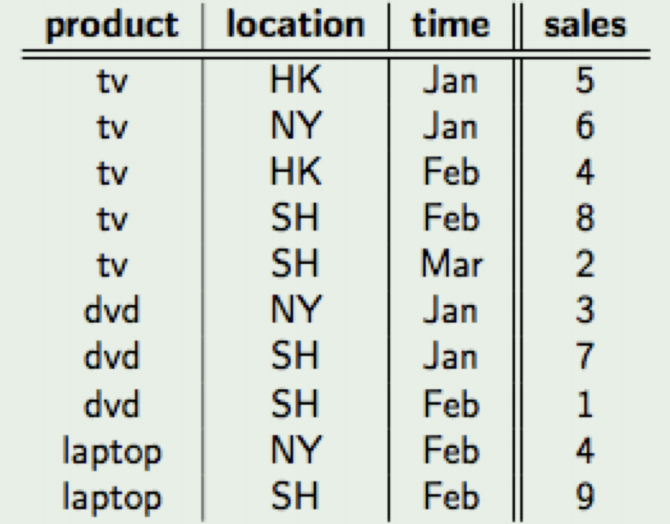 product location time sales
tv HK Jan 5
tv NY Jan 6
tv HK Feb 4
tv SH Feb 8
tv SH Mar 2
dvd NY Jan 3
dvd SH Jan 7
dvd SH Feb 1
laptop NY Feb 4
laptop SH Feb 9